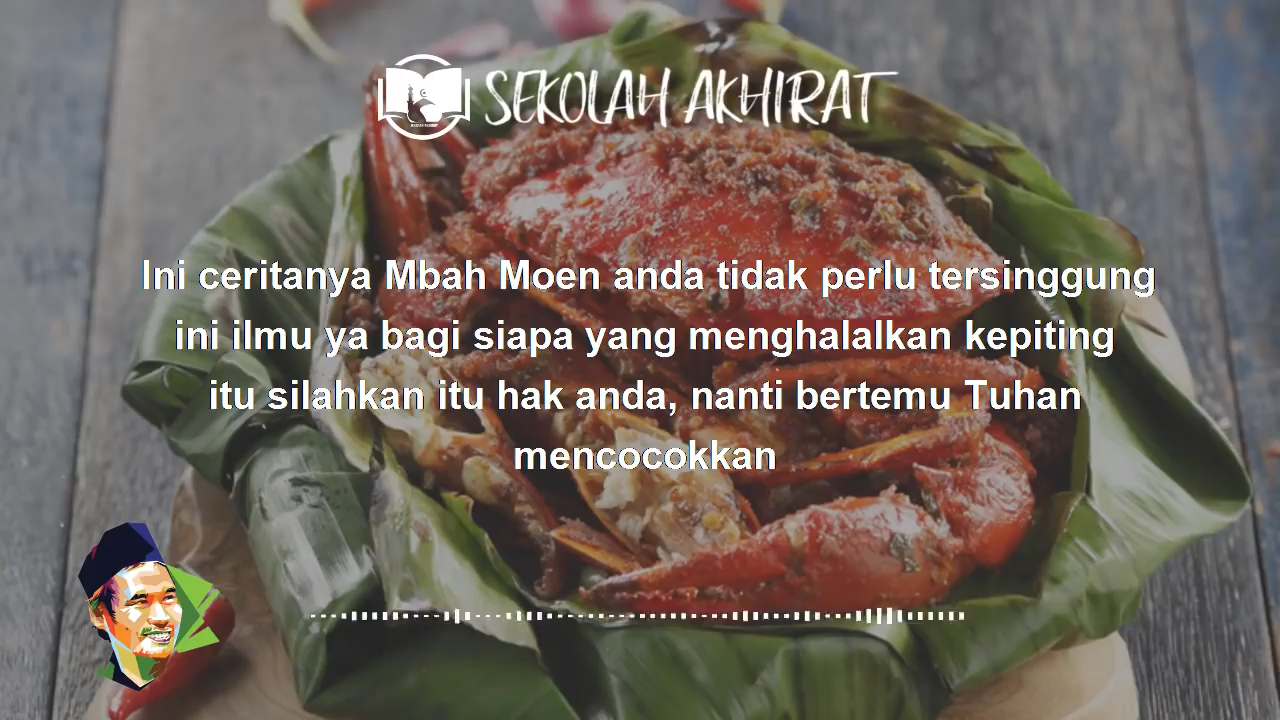 SEKOLAH AKHIRAT
Ini ceritanya Mbah Moen anda tidak perlu tersinggung
ini ilmu ya bagi siapa yang menghalalkan kepiting
itu silahkan itu hak anda, nanti bertemu Tuhan
mencocokkan